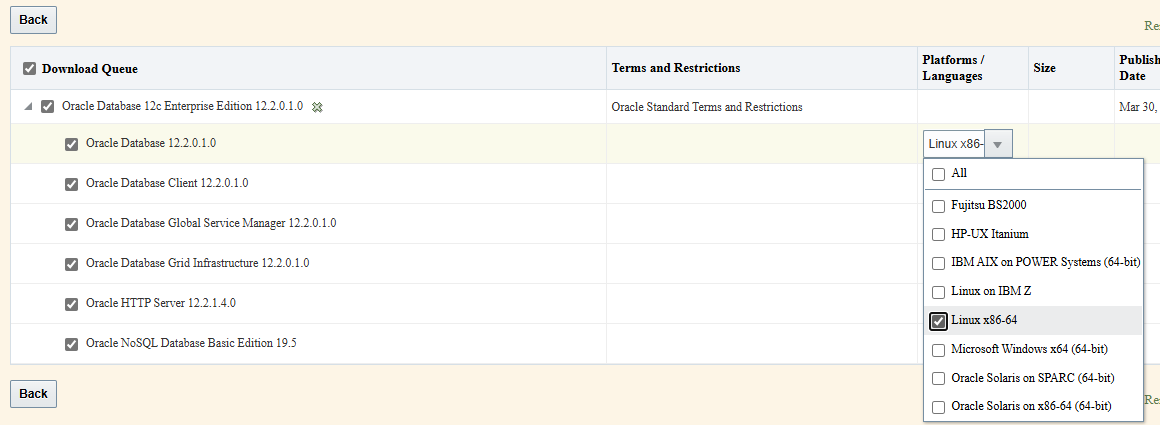 Back
Re
Download Queue
Terms and Restrictions
Platforms /
Languages
Size
Publish
Date
Oracle Database 12c Enterprise Edition 12.2.0.1.0
Oracle Standard Terms and Restrictions
Mar 30,
Oracle Database 12.2.0.1.0
Linux x86-
Oracle Database Client 12.2.0.1.0
Oracle Database Global Service Manager 12.2.0.1.0
Oracle Database Grid Infrastructure 12.2.0.1.0
Oracle HTTP Server 12.2.1.4.0
Oracle NoSQL Database Basic Edition 19.5
All
Fujitsu BS2000
HP-UX Itanium
IBM AIX on POWER Systems (64-bit)
Linux on IBM Z
Linux x86-64
Microsoft Windows x64 (64-bit)
Oracle Solaris on SPARC (64-bit)
Oracle Solaris on x86-64 (64-bit)
Back
Re